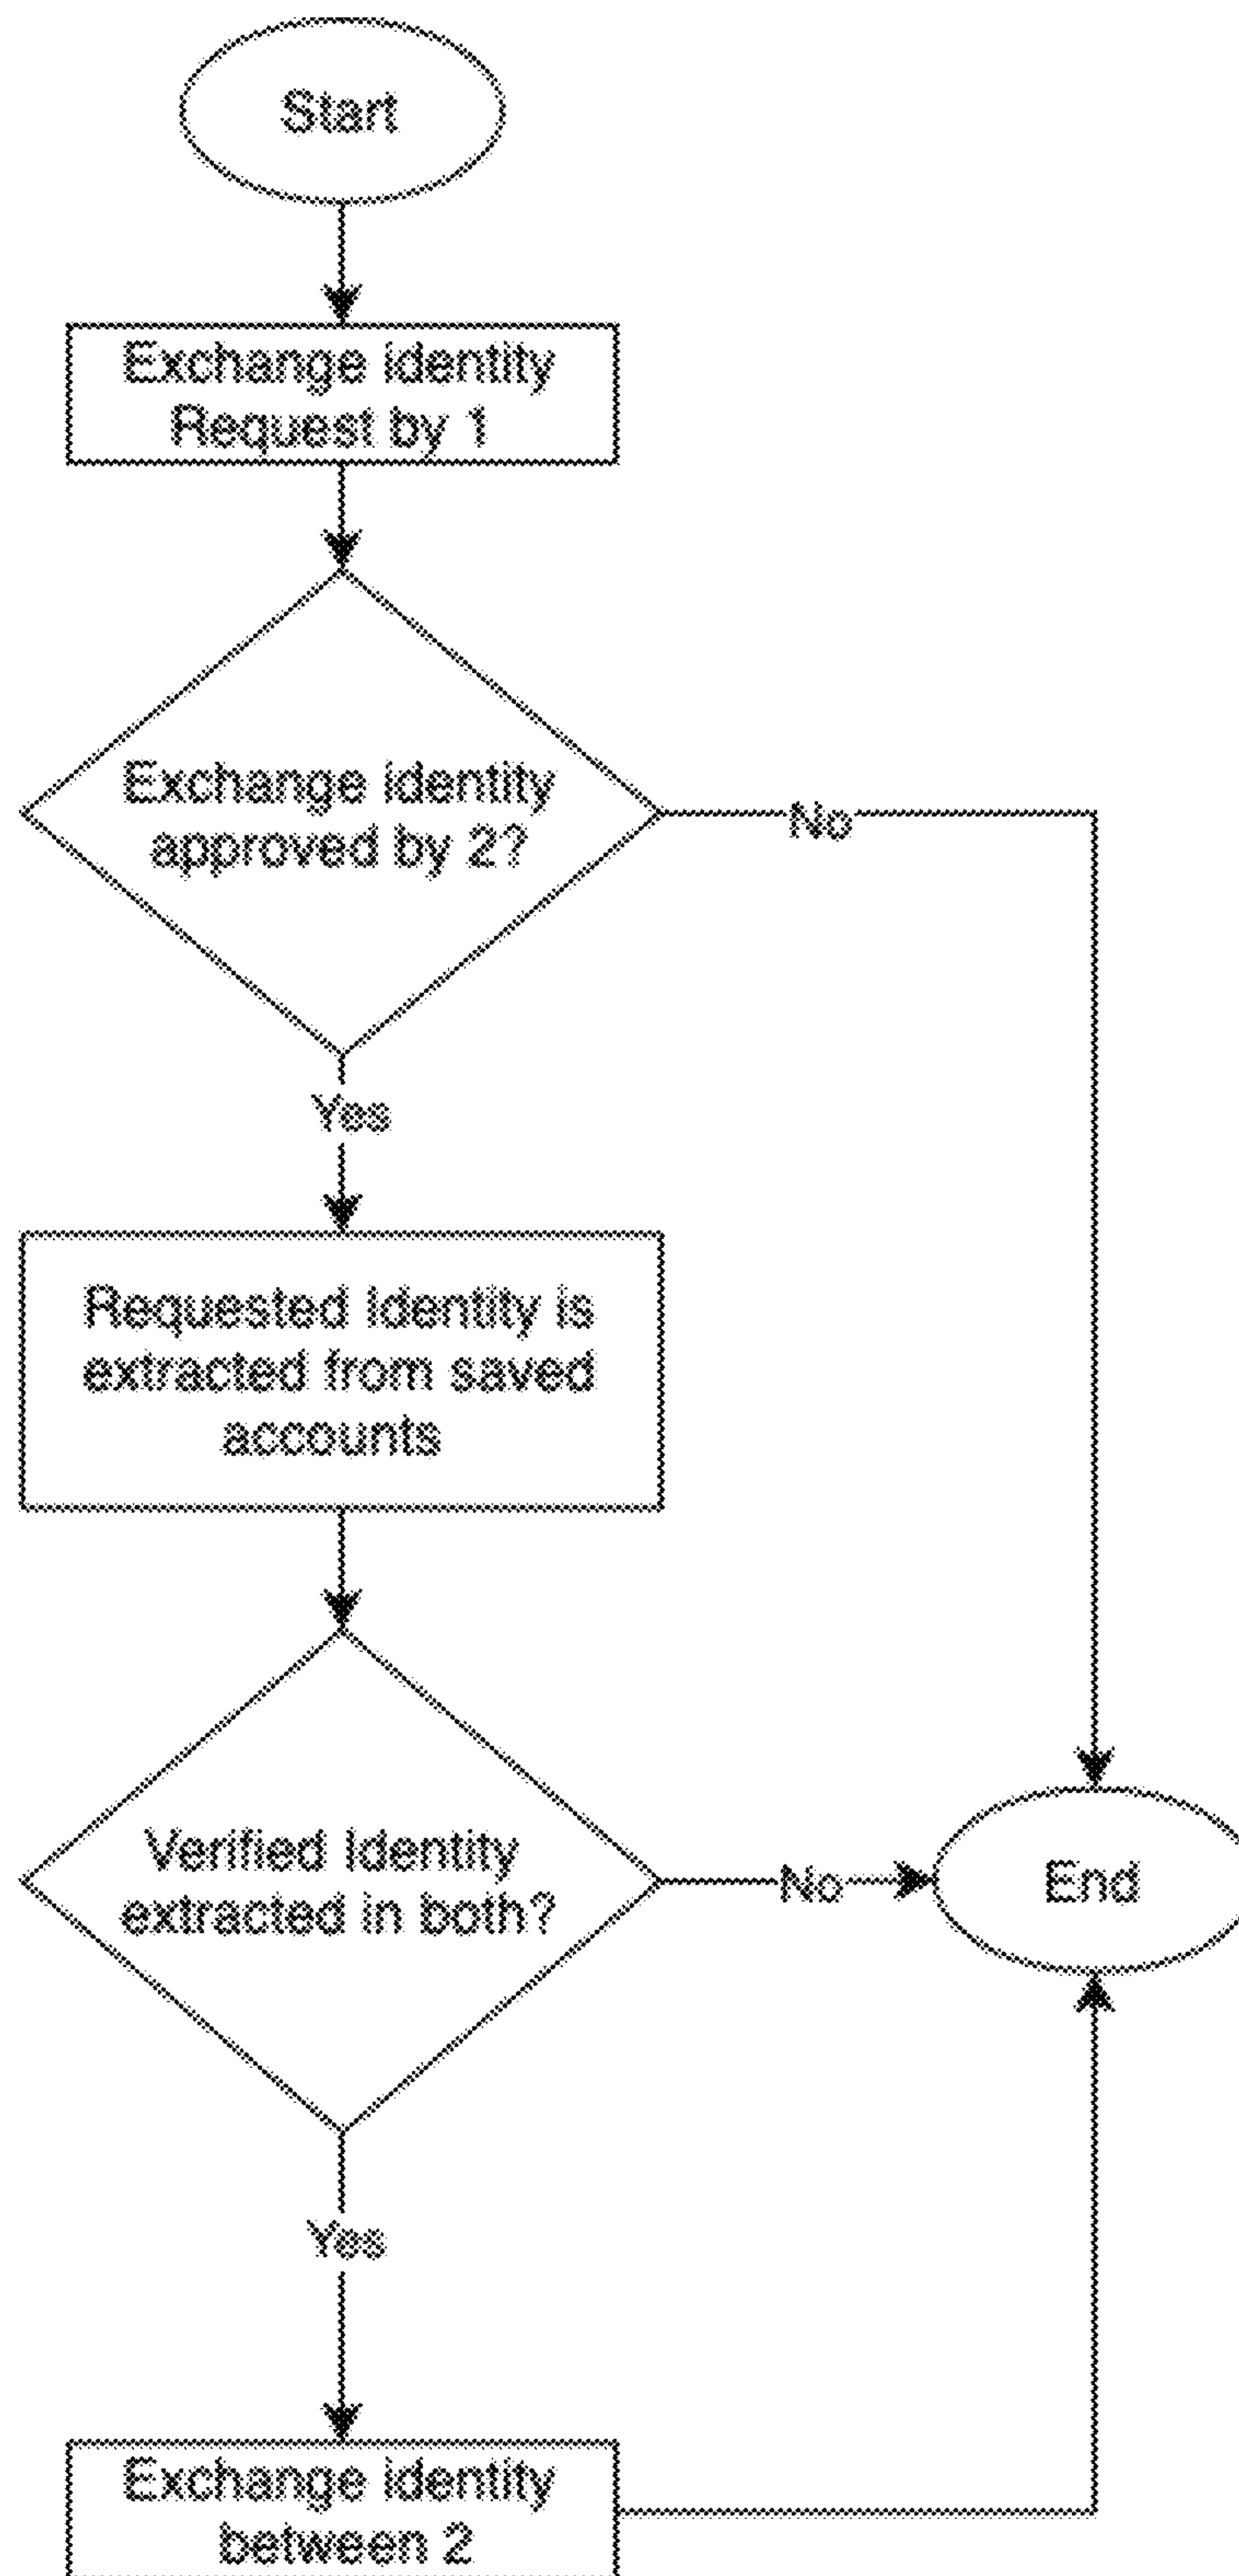 Start
Exchange identity
Request by 1
Exchange identity
approved by 2?
No
Yes
Requested Identity is
extracted from saved
accounts
Verified Identity
extracted in both?
No
End
Yes
Exchange identity
between 2